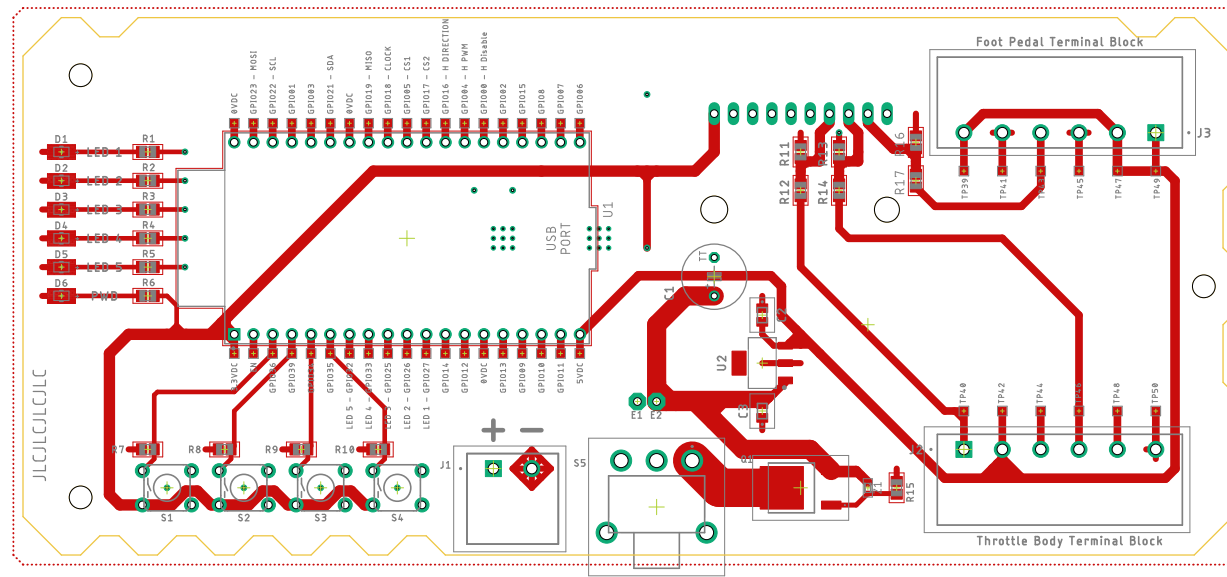 Foot Pedal Terminal Block
0VDC
GPIO23 - MOSI
GPIO22 - SCL
GPIO01
GPIO03
GPIO21 - SDA
0VDC
GPIO19 - MISO
GPIO18 - CLOCK
GPIO05 - CS1
GPIO17 - CS2
GPIO16 - H DIRECTION
GPIO04 - H PWM
GPIO00 - H Disable
GPIO02
GPIO15
GPIO8
GPIO7
GPIO6
J3
D1
LED 1
R1
D2
LED 2
R2
D3
LED 3
R3
D4
LED 4
R4
D5
LED 5
R5
D6
PWD
R6
R11
R13
R16
R12
R14
R17
TP39
TP41
TP45
TP47
TP49
U1
USB
PORT
C1
U2
C3
3.3VDC
EN
GPIO36
GPIO39
GPIO35
LED 5 - GPIO32
LED 4 - GPIO33
GPIO25
LED 2 - GPIO26
LED 1 - GPIO27
GPIO14
GPIO12
0VDC
GPIO13
GPIO09
GPIO10
GPIO11
5VDC
E1
E2
TP40
TP42
TP44
TP46
TP48
TP50
+ -
JLCJLCJLCJLC
R7
R8
R9
R10
J1
S5
J2
R15
S1
S2
S3
S4
Throttle Body Terminal Block